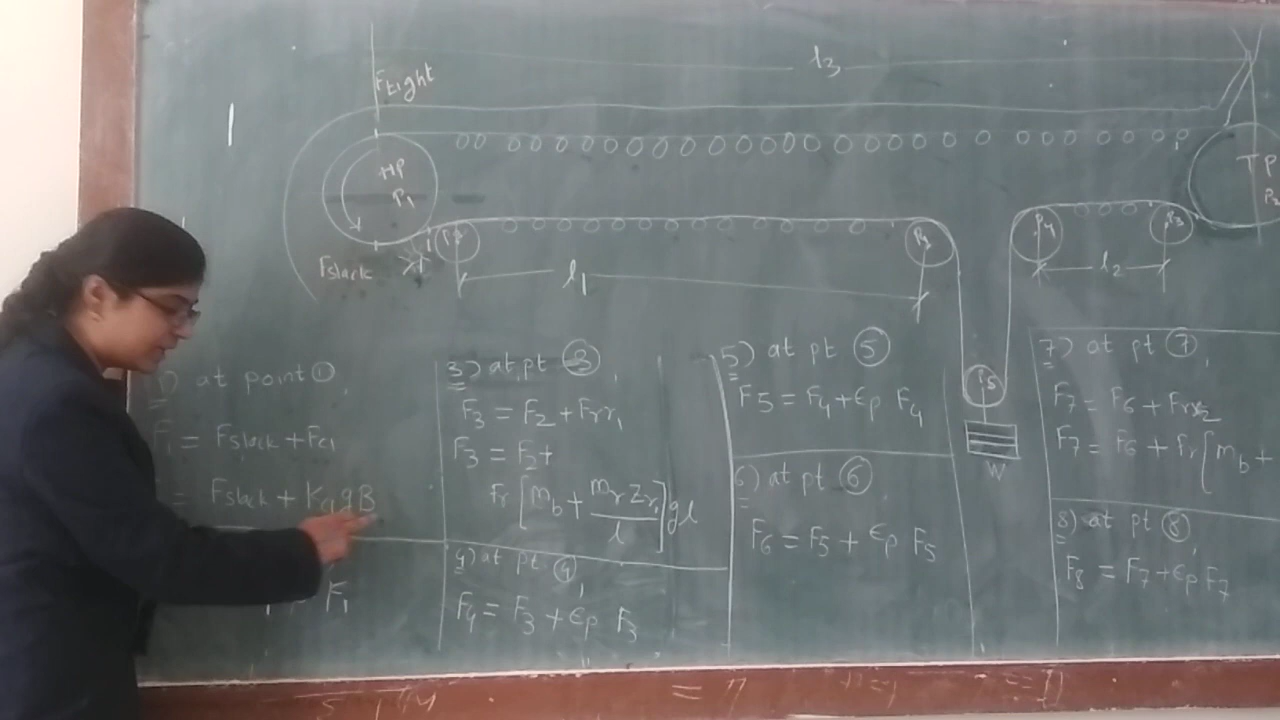 l3
Ftight
HP
P1
TP
P2
P4
P3
Fslack
l1
l2
P5
W
1) at point ①,
F1 = Fslack + Fc1
= Fslack + KqgB
F1
3) at pt ③,
F3 = F2 + Frr1
F3 = F2 +
Fr [mb + mr Zr1 / l] gl
4) at pt ④,
F4 = F3 + ϵp F3
5) at pt ⑤
F5 = F4 + ϵp F4
6) at pt ⑥
F6 = F5 + ϵp F5
7) at pt ⑦,
F7 = F6 + Frr2
F7 = F6 + Fr [mb +
8) at pt ⑧,
F8 = F7 + ϵp F7